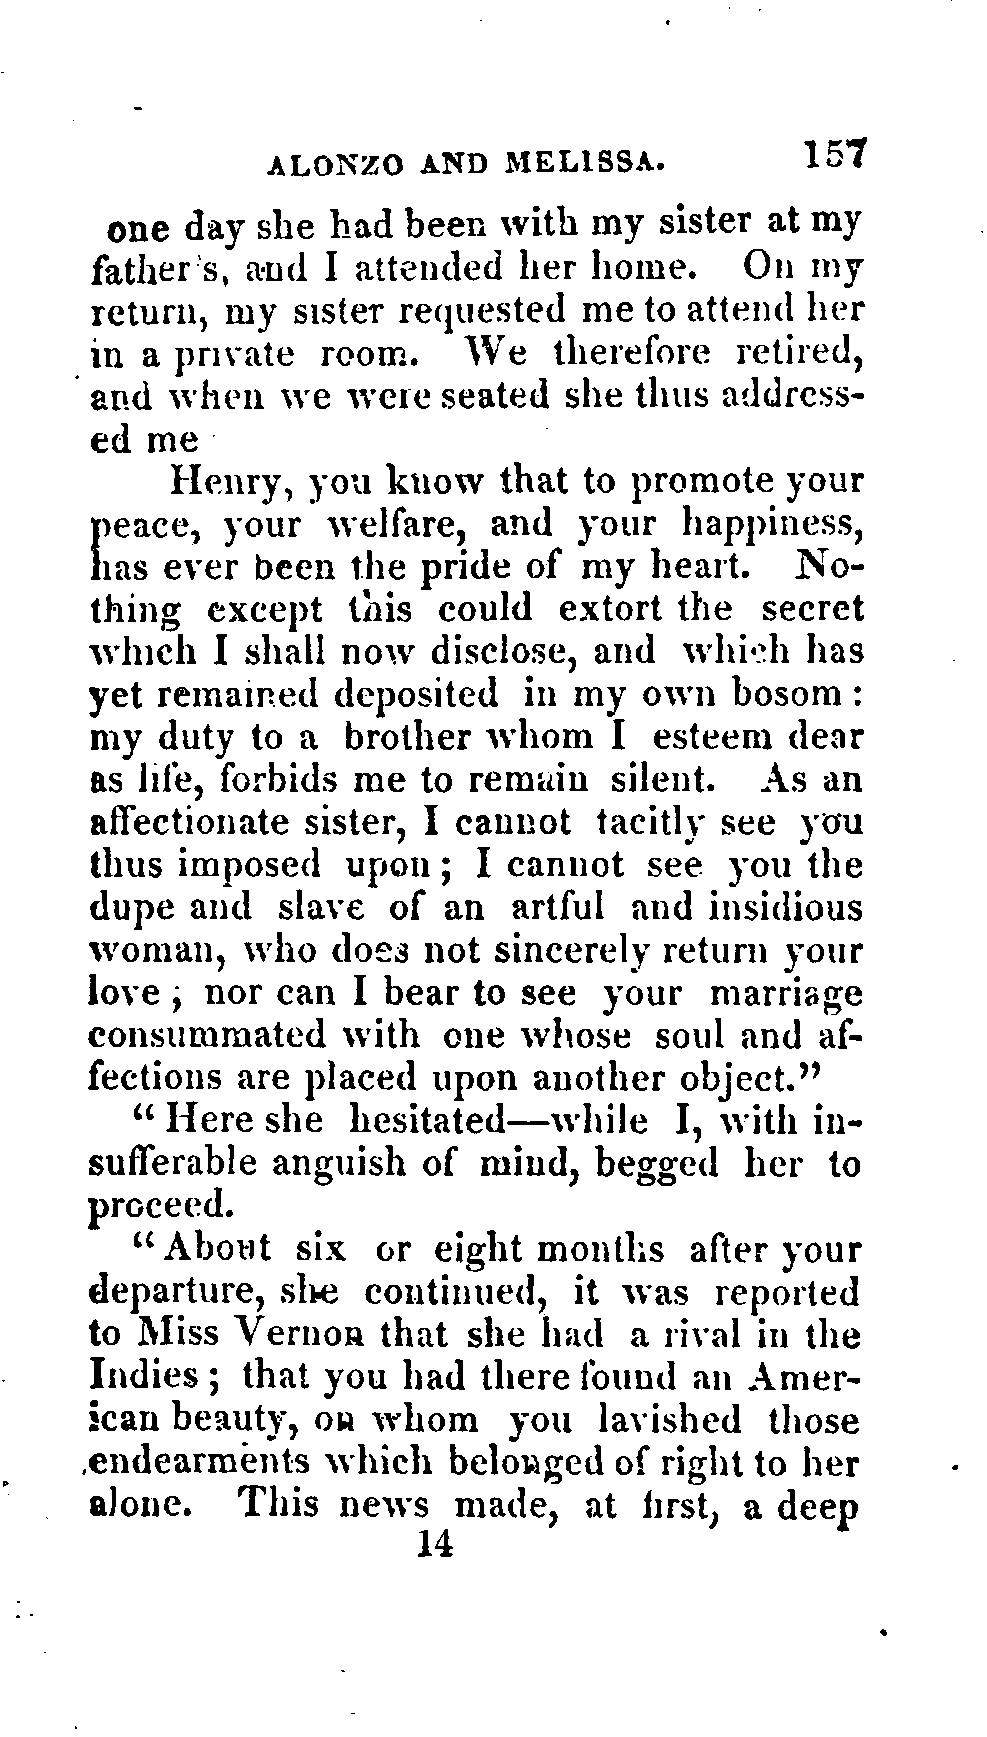 ALONZO AND MELISSA. 157
one day she had been with my sister at my
father's, and I attended her home. On my
return, my sister requested me to attend her
in a private room. We therefore retired,
and when we were seated she thus address-
ed me
Henry, you know that to promote your
peace, your welfare, and your happiness,
has ever been the pride of my heart. No-
thing except this could extort the secret
which I shall now disclose, and which has
yet remained deposited in my own bosom :
my duty to a brother whom I esteem dear
as life, forbids me to remain silent. As an
affectionate sister, I cannot tacitly see you
thus imposed upon ; I cannot see you the
dupe and slave of an artful and insidious
woman, who does not sincerely return your
love ; nor can I bear to see your marriage
consummated with one whose soul and af-
fections are placed upon another object."
" Here she hesitated—while I, with in-
sufferable anguish of mind, begged her to
proceed.
" About six or eight months after your
departure, she continued, it was reported
to Miss Vernon that she had a rival in the
Indies ; that you had there found an Amer-
ican beauty, on whom you lavished those
endearments which belonged of right to her
alone. This news made, at first, a deep
14